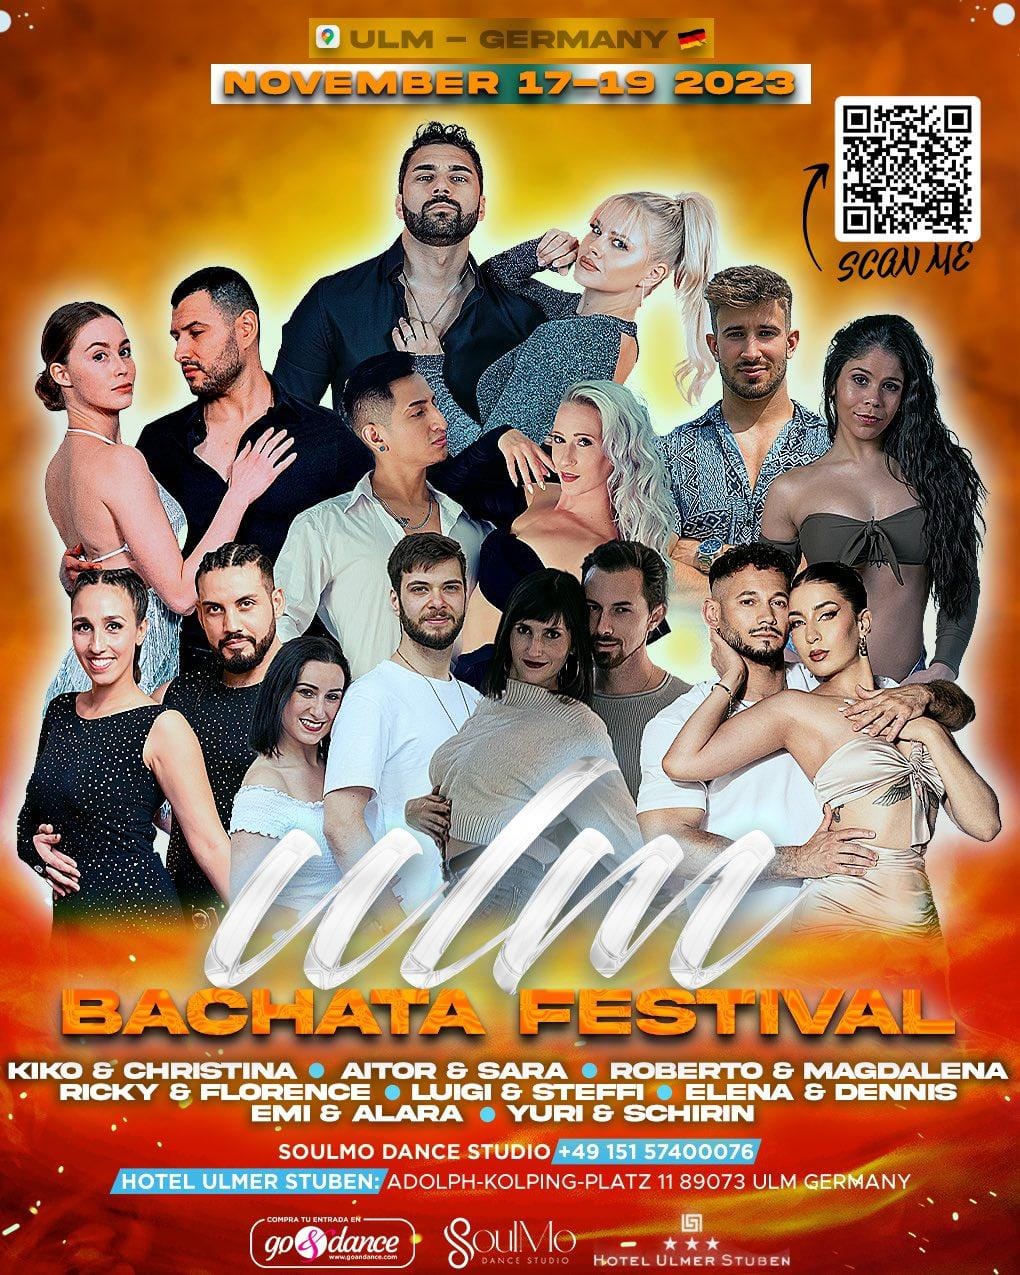 ULM - GERMANY
NOVEMBER 17-19 2023
SCAN ME
ulm
BACHATA FESTIVAL
KIKO & CHRISTINA • AITOR & SARA • ROBERTO & MAGDALENA
RICKY & FLORENCE • LUIGI & STEFFI • ELENA & DENNIS
EMI & ALARA • YURI & SCHIRIN
SOULMO DANCE STUDIO +49 151 57400076
HOTEL ULMER STUBEN: ADOLPH-KOLPING-PLATZ 11 89073 ULM GERMANY
COMPRA TU ENTRADA EN
go&dance
www.goandance.com
SoulMo
DANCE STUDIO
HOTEL ULMER STUBEN